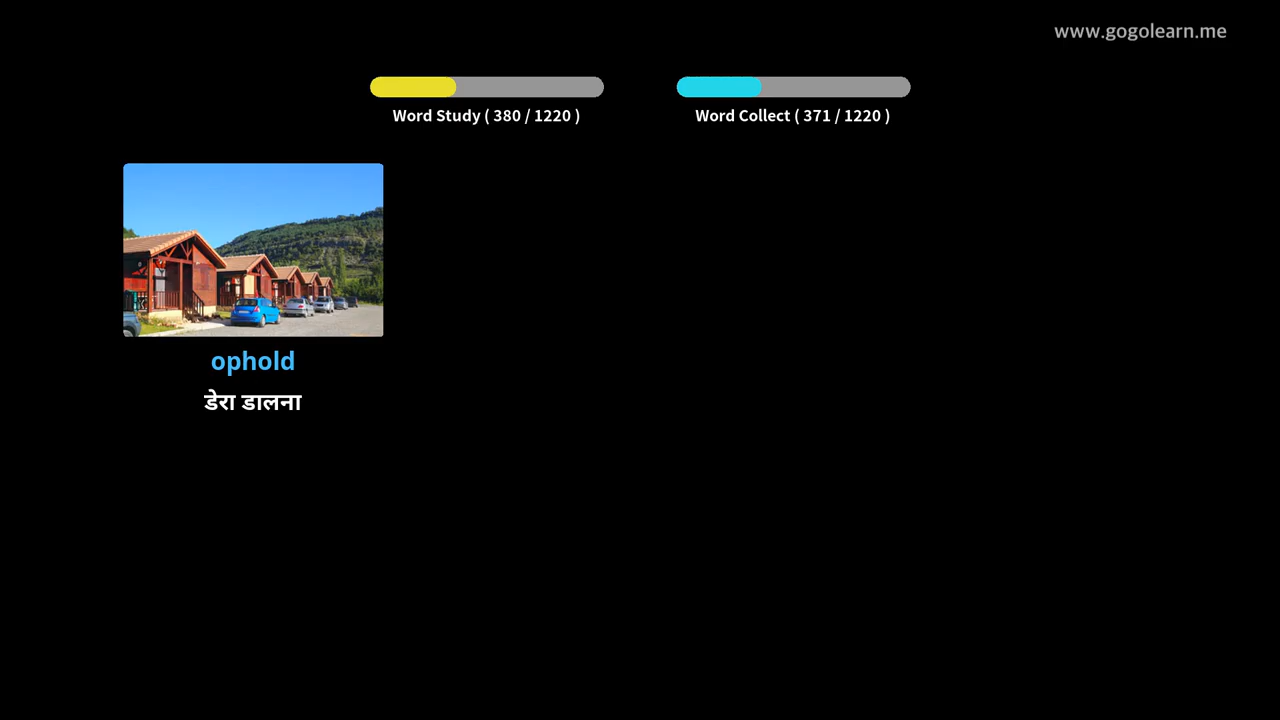 www.gogolearn.me
Word Study ( 380 / 1220 )
Word Collect ( 371 / 1220 )
ophold
डेरा डालना